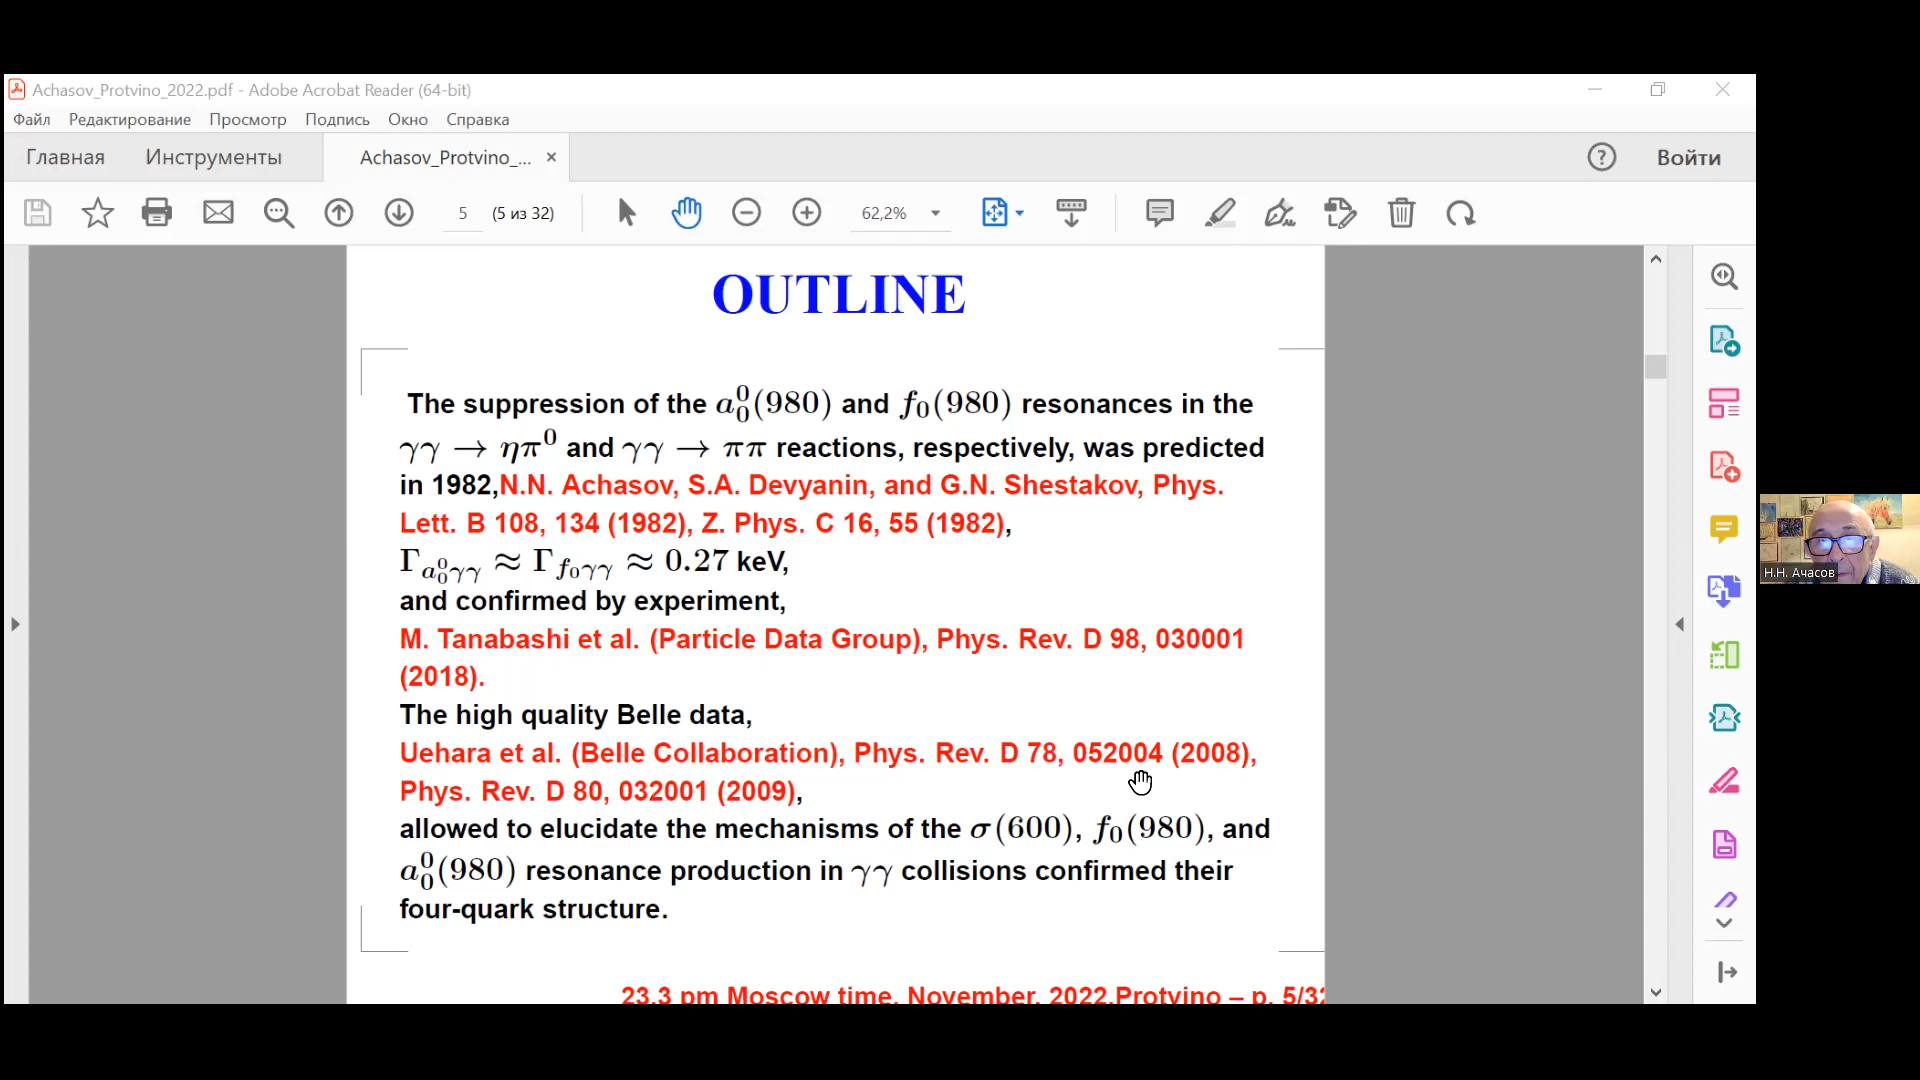 Achasov_Protvino_2022.pdf - Adobe Acrobat Reader (64-bit)
Файл Редактирование Просмотр Подпись Окно Справка
Главная Инструменты Achasov_Protvino_... × Войти
5 (5 из 32) 62,2%
OUTLINE
The suppression of the a₀⁰(980) and f₀(980) resonances in the
γγ → ηπ⁰ and γγ → ππ reactions, respectively, was predicted
in 1982,N.N. Achasov, S.A. Devyanin, and G.N. Shestakov, Phys.
Lett. B 108, 134 (1982), Z. Phys. C 16, 55 (1982),
Γ_{a₀⁰γγ} ≈ Γ_{f₀γγ} ≈ 0.27 keV,
and confirmed by experiment,
M. Tanabashi et al. (Particle Data Group), Phys. Rev. D 98, 030001
(2018).
The high quality Belle data,
Uehara et al. (Belle Collaboration), Phys. Rev. D 78, 052004 (2008),
Phys. Rev. D 80, 032001 (2009),
allowed to elucidate the mechanisms of the σ(600), f₀(980), and
a₀⁰(980) resonance production in γγ collisions confirmed their
four-quark structure.
23.3 pm Moscow time, November, 2022,Protvino – p. 5/32
Н.Н. Ачасов